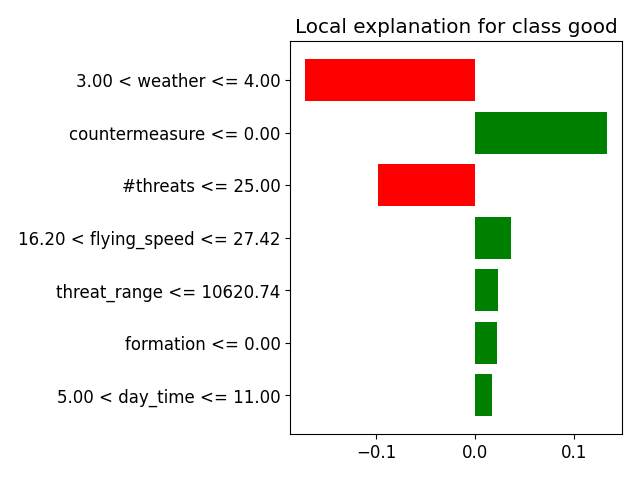 Local explanation for class good
3.00 < weather <= 4.00
countermeasure <= 0.00
#threats <= 25.00
16.20 < flying_speed <= 27.42
threat_range <= 10620.74
formation <= 0.00
5.00 < day_time <= 11.00
−0.1 0.0 0.1